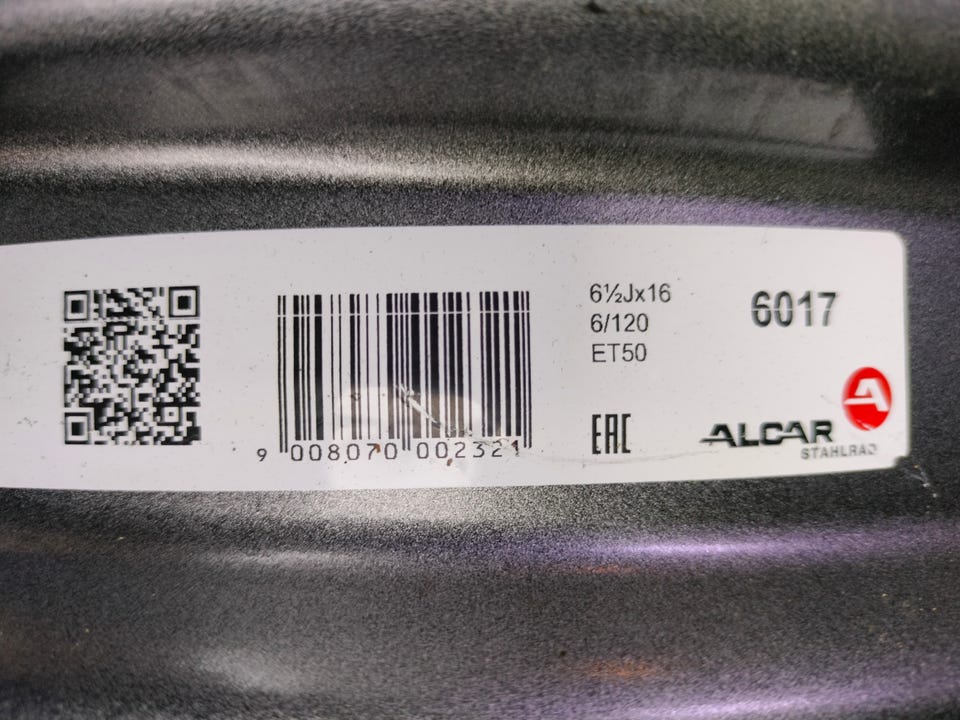 6½Jx16
6/120
ET50
6017
EAC
ALCAR
STAHLRAD
9 008070 002321